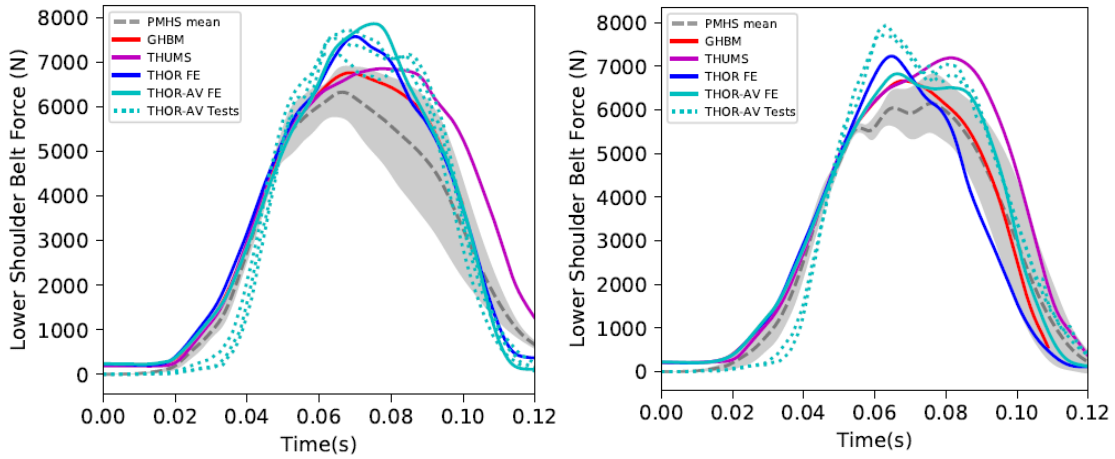 8000
7000
6000
5000
4000
3000
2000
1000
0
Lower Shoulder Belt Force (N)
PMHS mean
GHBM
THUMS
THOR FE
THOR-AV FE
THOR-AV Tests
0.00 0.02 0.04 0.06 0.08 0.10 0.12
Time(s)
8000
7000
6000
5000
4000
3000
2000
1000
0
Lower Shoulder Belt Force (N)
PMHS mean
GHBM
THUMS
THOR FE
THOR-AV FE
THOR-AV Tests
0.00 0.02 0.04 0.06 0.08 0.10 0.12
Time(s)